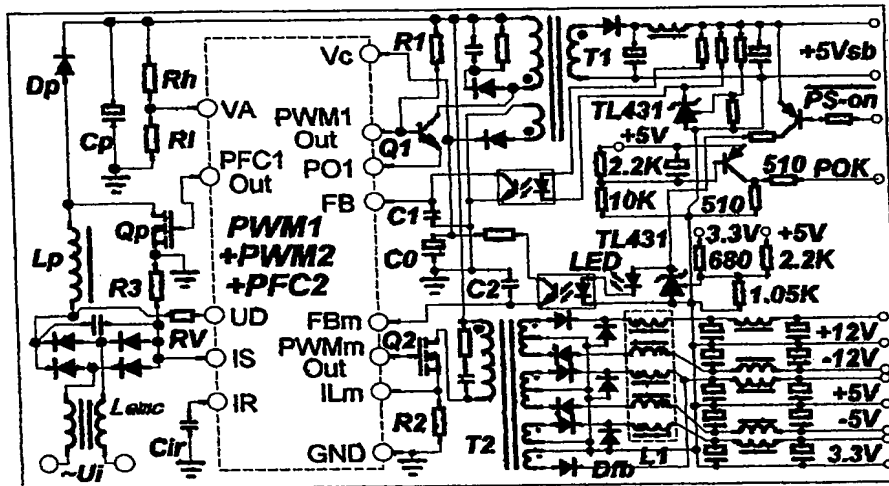 R1
T1
+5Vsb
Vc
Dp
Rh
VA
Cp
Rl
PWM1
Out
Q1
PO1
TL431
PS-on
+5V
2.2K
10K
510
510
POK
PFC1
Out
Qp
FB
C1
C0
PWM1
+PWM2
+PFC2
Lp
R3
UD
RV
IS
TL431
LED
3.3V
680
+5V
2.2K
1.05K
C2
FBm
PWMm
Out
Q2
ILm
R2
IR
Cir
GND
Lemc
~Ui
T2
Dfb
L1
+12V
-12V
+5V
-5V
3.3V